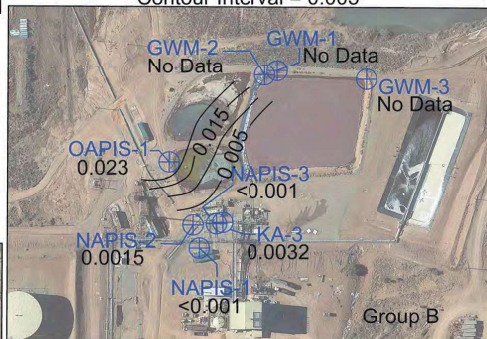 Contour Interval = 0.005
GWM-2
No Data
GWM-1
No Data
GWM-3
No Data
0.015
0.005
OAPIS-1
0.023
NAPIS-3
<0.001
NAPIS-2
0.0015
KA-3
0.0032
NAPIS-1
<0.001
Group B